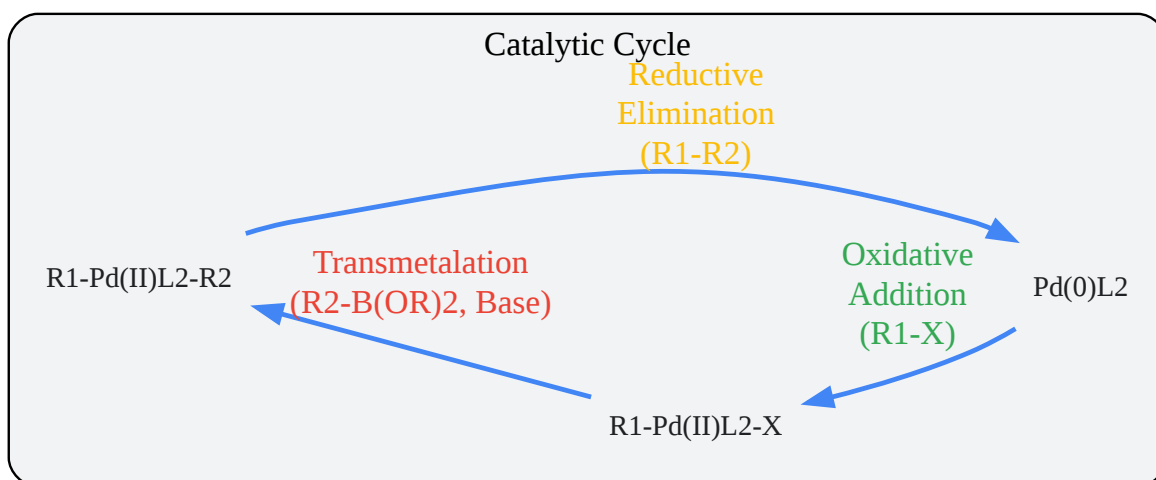 Catalytic Cycle
Reductive
Elimination
(R1-R2)
R1-Pd(II)L2-R2
Transmetalation
(R2-B(OR)2, Base)
Oxidative
Addition
(R1-X)
Pd(0)L2
R1-Pd(II)L2-X